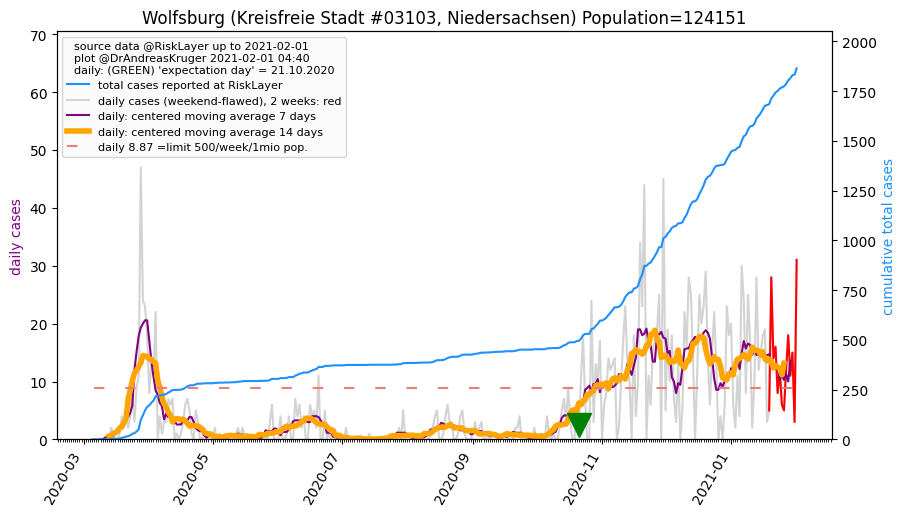 Wolfsburg (Kreisfreie Stadt #03103, Niedersachsen) Population=124151
source data @RiskLayer up to 2021-02-01
plot @DrAndreasKruger 2021-02-01 04:40
daily: (GREEN) 'expectation day' = 21.10.2020
total cases reported at RiskLayer
daily cases (weekend-flawed), 2 weeks: red
daily: centered moving average 7 days
daily: centered moving average 14 days
daily 8.87 =limit 500/week/1mio pop.
daily cases
70
60
50
40
30
20
10
0
cumulative total cases
2000
1750
1500
1250
1000
750
500
250
0
2020-03
2020-05
2020-07
2020-09
2020-11
2021-01